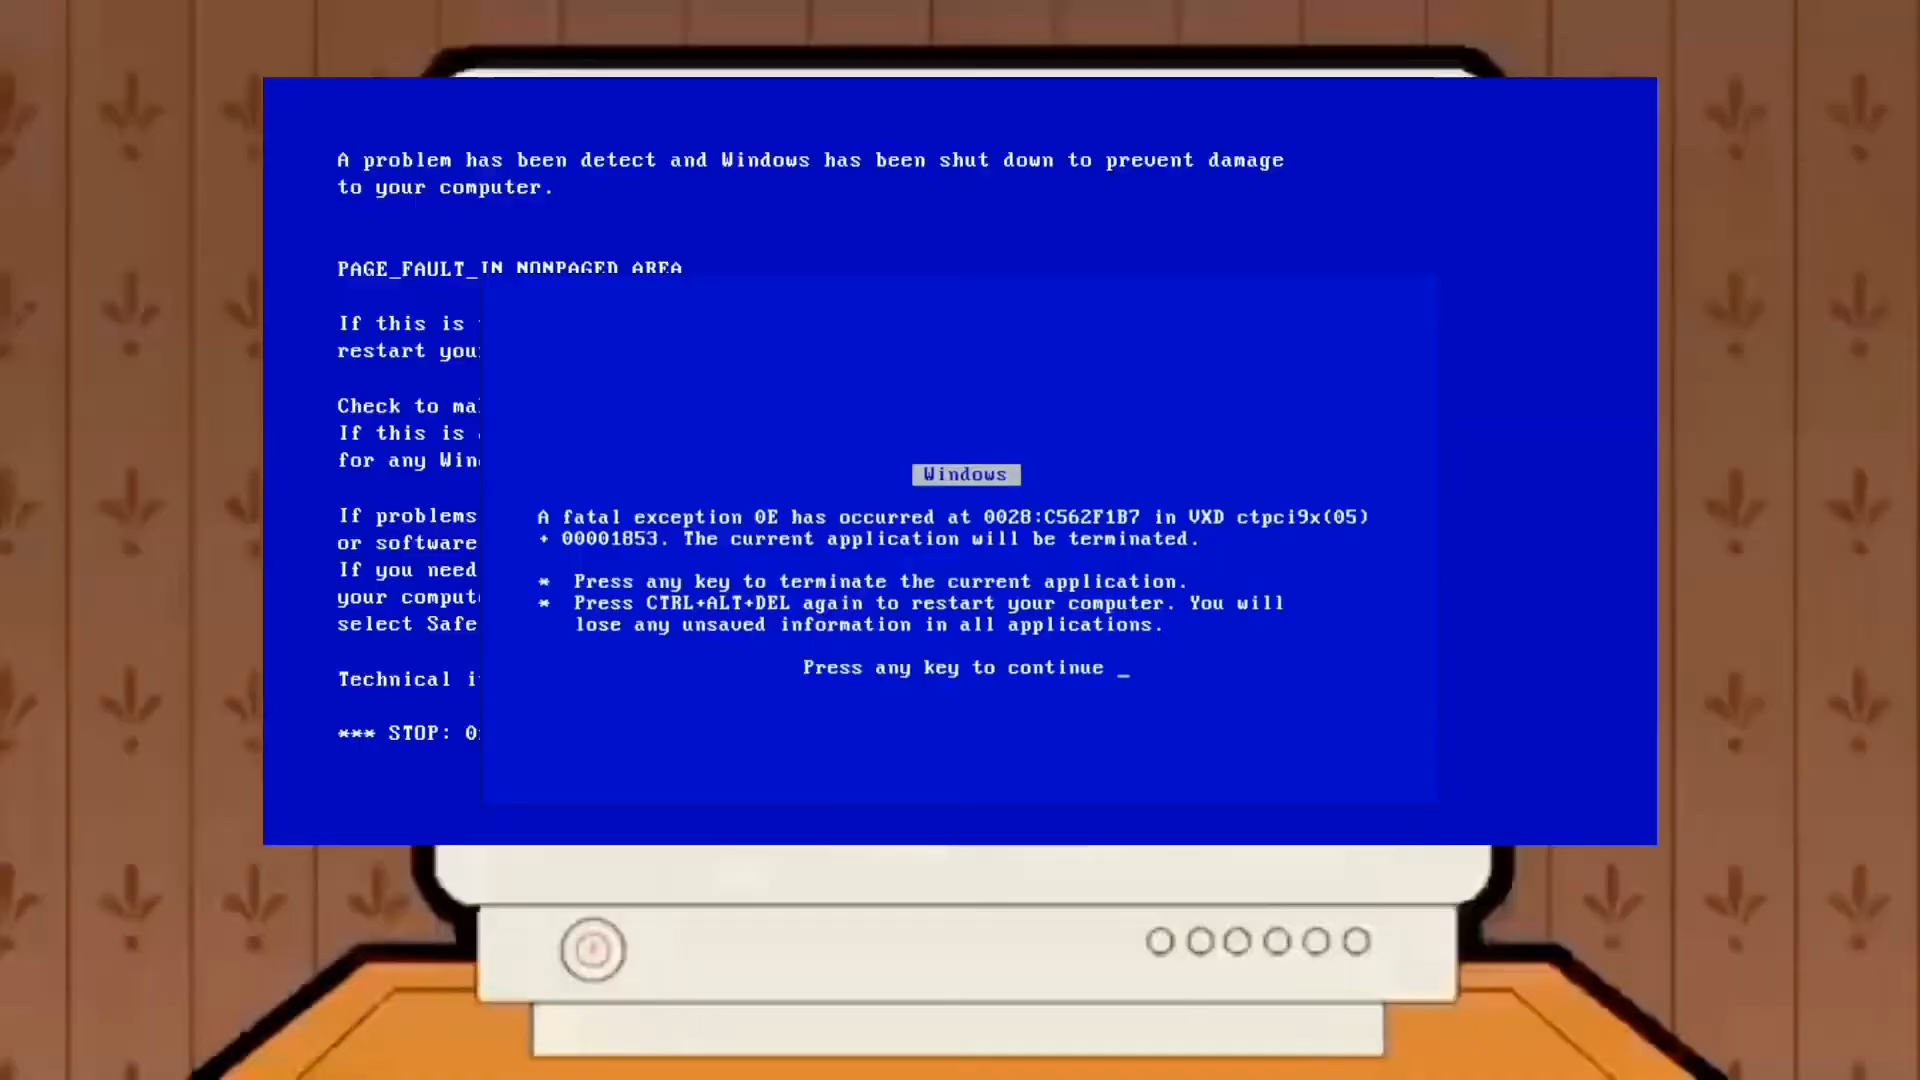 A problem has been detect and Windows has been shut down to prevent damage
to your computer.
PAGE_FAULT_IN NONPAGED AREA
If this is
restart you
Check to ma
If this is
for any Win
If problems
or software
If you need
your comput
select Safe
Technical i
*** STOP: 0
Windows
A fatal exception 0E has occurred at 0028:C562F1B7 in VXD ctpci9x(05)
+ 00001853. The current application will be terminated.
* Press any key to terminate the current application.
* Press CTRL+ALT+DEL again to restart your computer. You will
lose any unsaved information in all applications.
Press any key to continue _